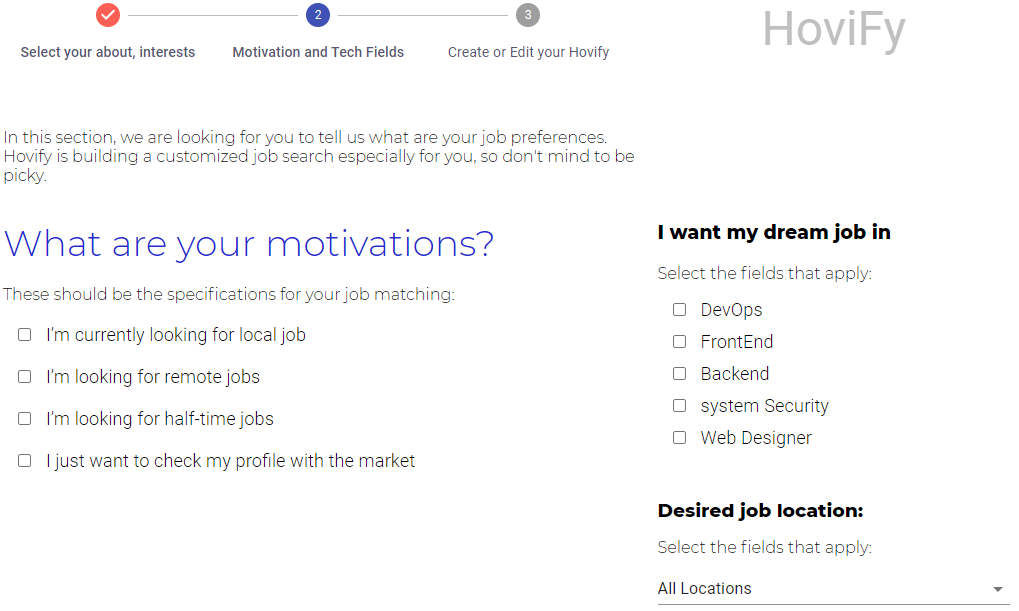 2
3
Select your about, interests
Motivation and Tech Fields
Create or Edit your Hovify
HoviFy
In this section, we are looking for you to tell us what are your job preferences.
Hovify is building a customized job search especially for you, so don't mind to be
picky.
What are your motivations?
These should be the specifications for your job matching:
I’m currently looking for local job
I’m looking for remote jobs
I’m looking for half-time jobs
I just want to check my profile with the market
I want my dream job in
Select the fields that apply:
DevOps
FrontEnd
Backend
system Security
Web Designer
Desired job location:
Select the fields that apply:
All Locations